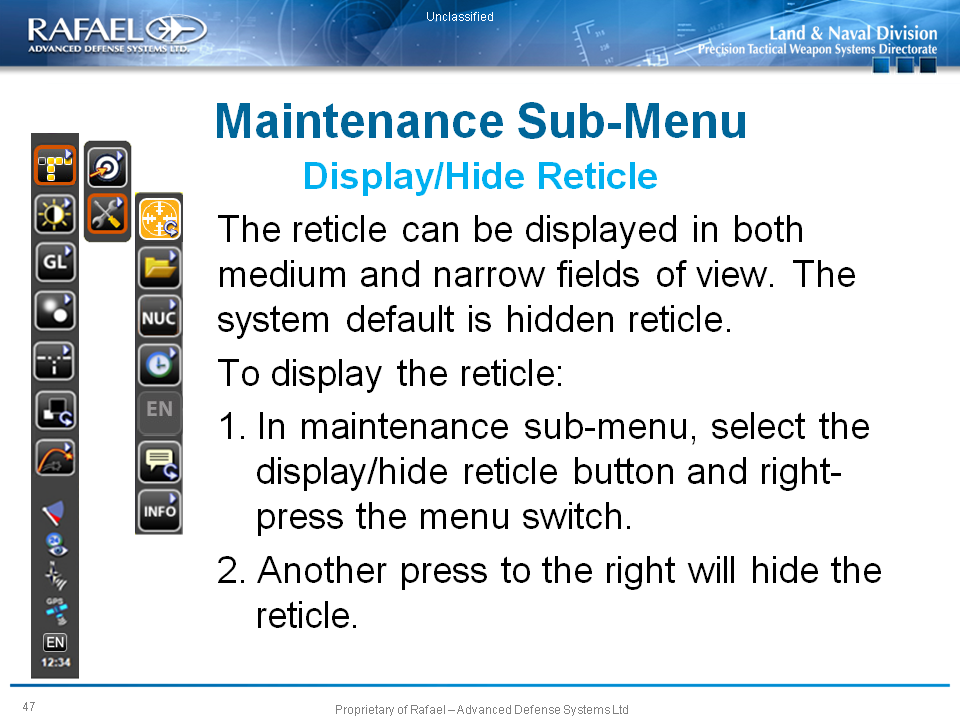 Unclassified
RAFAEL
ADVANCED DEFENSE SYSTEMS LTD.
Land & Naval Division
Precision Tactical Weapon Systems Directorate
Maintenance Sub-Menu
Display/Hide Reticle
The reticle can be displayed in both
medium and narrow fields of view. The
system default is hidden reticle.
To display the reticle:
1. In maintenance sub-menu, select the
display/hide reticle button and right-
press the menu switch.
2. Another press to the right will hide the
reticle.
GL
NUC
EN
INFO
24
GPS
EN
12:34
47
Proprietary of Rafael – Advanced Defense Systems Ltd